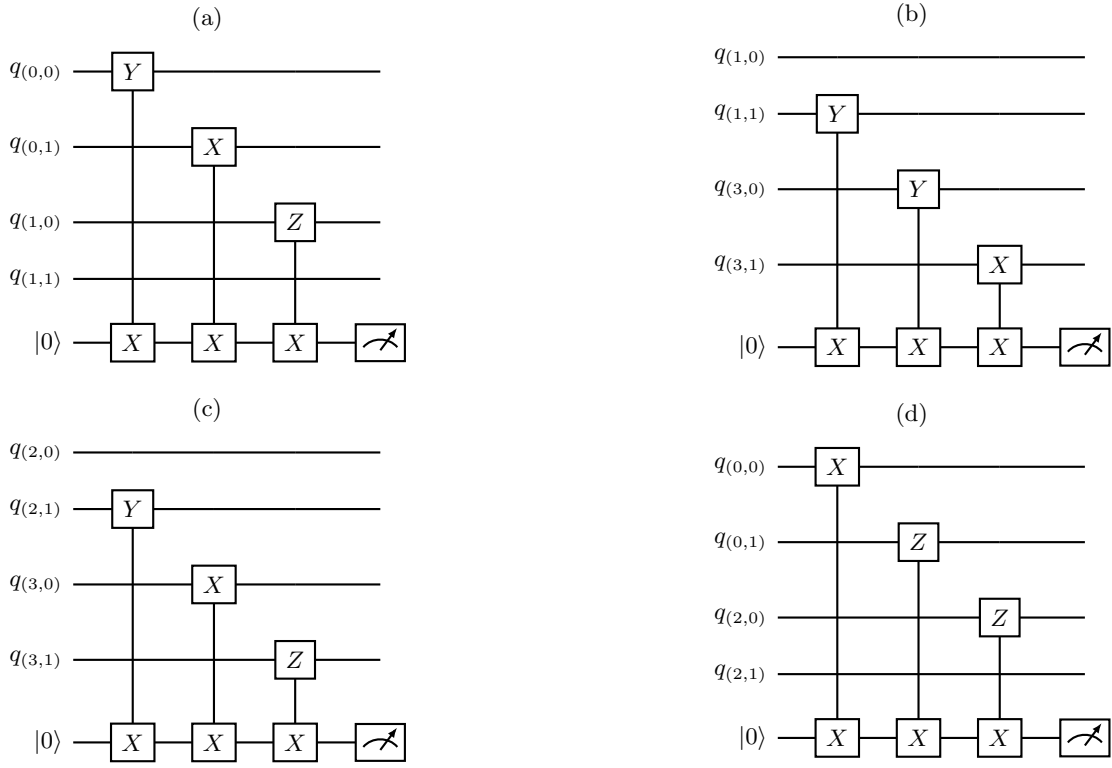 (a)
q(0,0) Y
q(0,1) X
q(1,0) Z
q(1,1)
|0⟩ X X X
(b)
q(1,0)
q(1,1) Y
q(3,0) Y
q(3,1) X
|0⟩ X X X
(c)
q(2,0)
q(2,1) Y
q(3,0) X
q(3,1) Z
|0⟩ X X X
(d)
q(0,0) X
q(0,1) Z
q(2,0) Z
q(2,1)
|0⟩ X X X